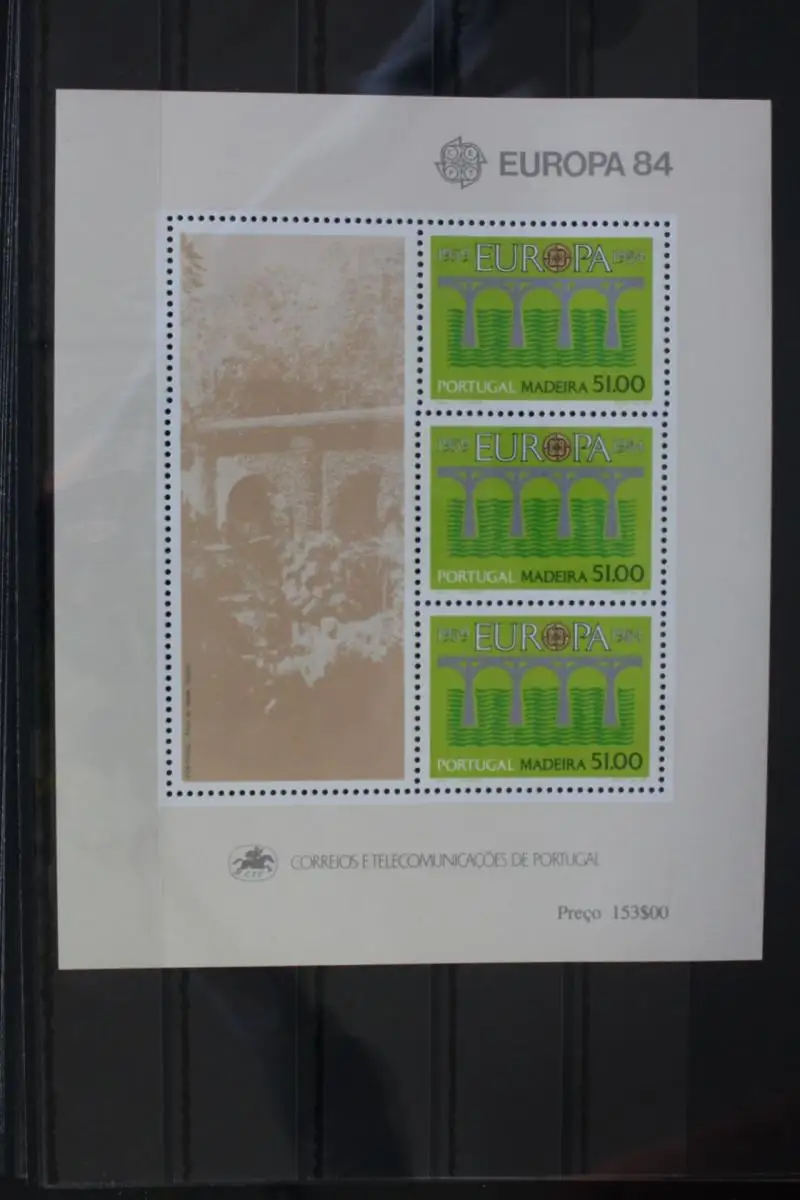 EUROPA 84
1959 EUROPA 1984
PORTUGAL MADEIRA 51.00
1959 EUROPA 1984
PORTUGAL MADEIRA 51.00
1959 EUROPA 1984
PORTUGAL MADEIRA 51.00
CTT
CORREIOS E TELECOMUNICAÇÕES DE PORTUGAL
Preço 153$00